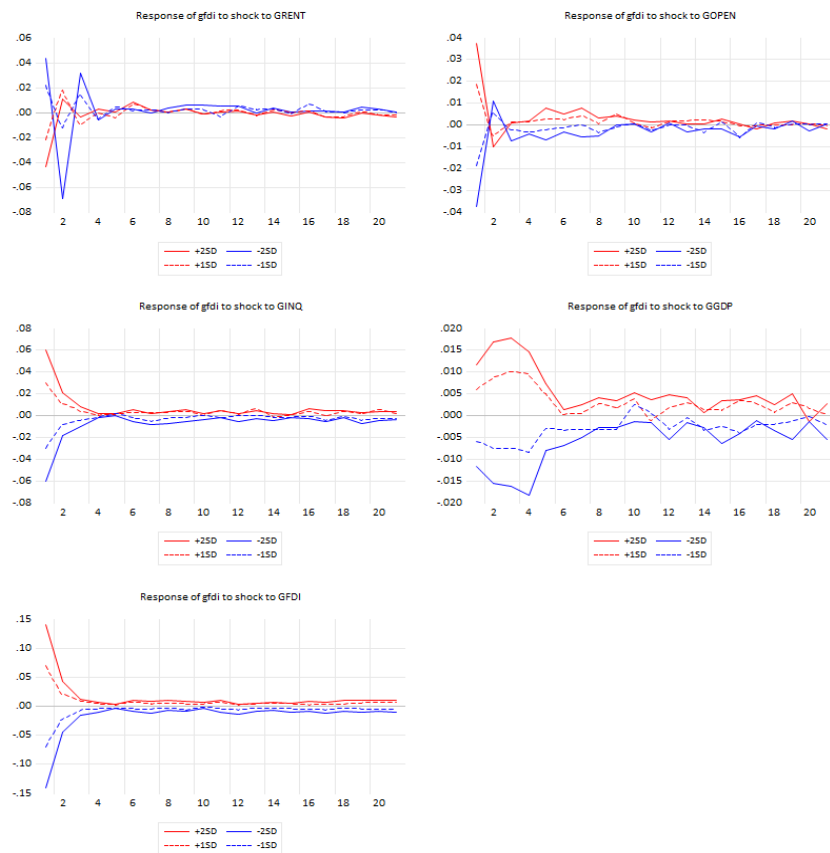 Response of gfdi to shock to GRENT
.06
.04
.02
.00
-.02
-.04
-.06
-.08
2 4 6 8 10 12 14 16 18 20
+2SD -2SD
+1SD -1SD
Response of gfdi to shock to GOPEN
.04
.03
.02
.01
.00
-.01
-.02
-.03
-.04
2 4 6 8 10 12 14 16 18 20
+2SD -2SD
+1SD -1SD
Response of gfdi to shock to GINQ
.08
.06
.04
.02
.00
-.02
-.04
-.06
-.08
2 4 6 8 10 12 14 16 18 20
+2SD -2SD
+1SD -1SD
Response of gfdi to shock to GGDP
.020
.015
.010
.005
.000
-.005
-.010
-.015
-.020
2 4 6 8 10 12 14 16 18 20
+2SD -2SD
+1SD -1SD
Response of gfdi to shock to GFDI
.15
.10
.05
.00
-.05
-.10
-.15
2 4 6 8 10 12 14 16 18 20
+2SD -2SD
+1SD -1SD